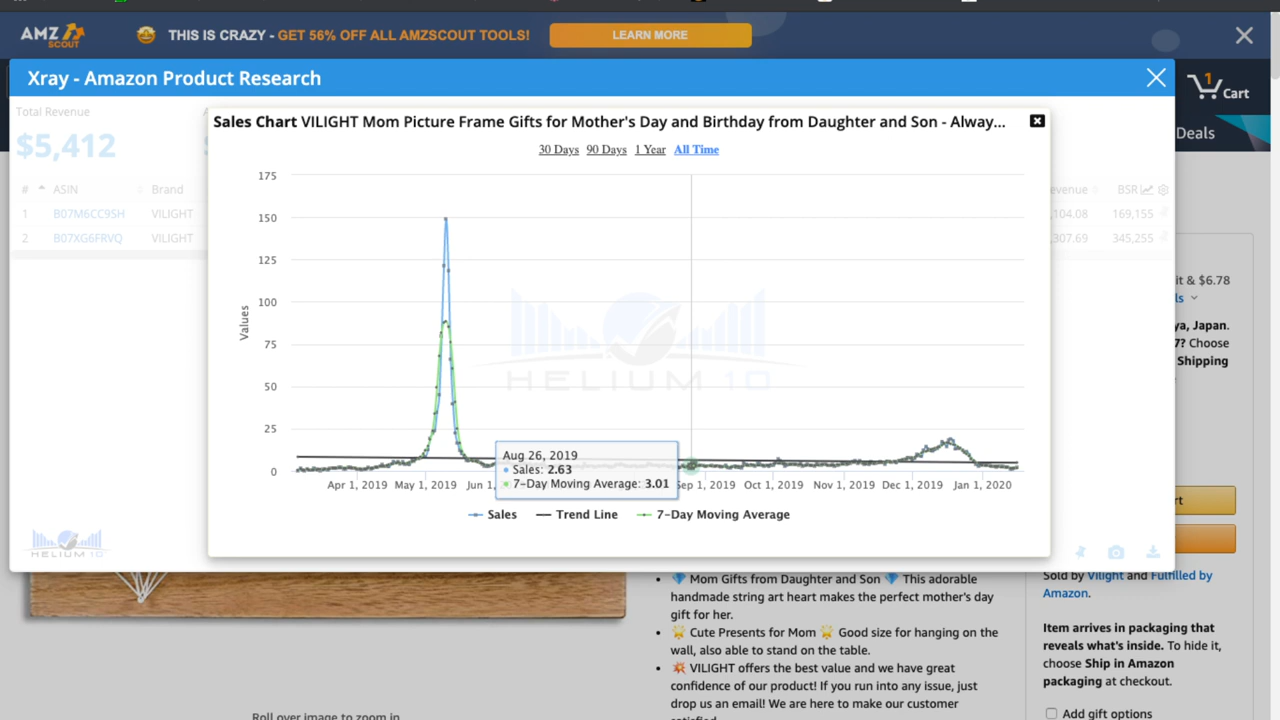 AMZ
SCOUT
THIS IS CRAZY - GET 56% OFF ALL AMZSCOUT TOOLS!
LEARN MORE
Xray - Amazon Product Research
1
Cart
Deals
Total Revenue
$5,412
# ASIN Brand
evenue BSR
1 B07M6CC9SH VILIGHT
,104.08 169,155
2 B07XG6FRVQ VILIGHT
,307.69 345,255
Sales Chart VILIGHT Mom Picture Frame Gifts for Mother's Day and Birthday from Daughter and Son - Alway...
30 Days 90 Days 1 Year All Time
175
150
125
100
75
50
25
0
Values
HELIUM 10
Aug 26, 2019
Sales: 2.63
7-Day Moving Average: 3.01
Apr 1, 2019 May 1, 2019 Jun 1 Sep 1, 2019 Oct 1, 2019 Nov 1, 2019 Dec 1, 2019 Jan 1, 2020
Sales Trend Line 7-Day Moving Average
HELIUM 10
it & $6.78
ls
ya, Japan.
7? Choose
Shipping
rt
Sold by Vilight and Fulfilled by
Amazon.
Item arrives in packaging that
reveals what's inside. To hide it,
choose Ship in Amazon
packaging at checkout.
Add gift options
Mom Gifts from Daughter and Son This adorable
handmade string art heart makes the perfect mother's day
gift for her.
Cute Presents for Mom Good size for hanging on the
wall, also able to stand on the table.
VILIGHT offers the best value and we have great
confidence of our product! If you run into any issue, just
drop us an email! We are here to make our customer
Roll over image to zoom in